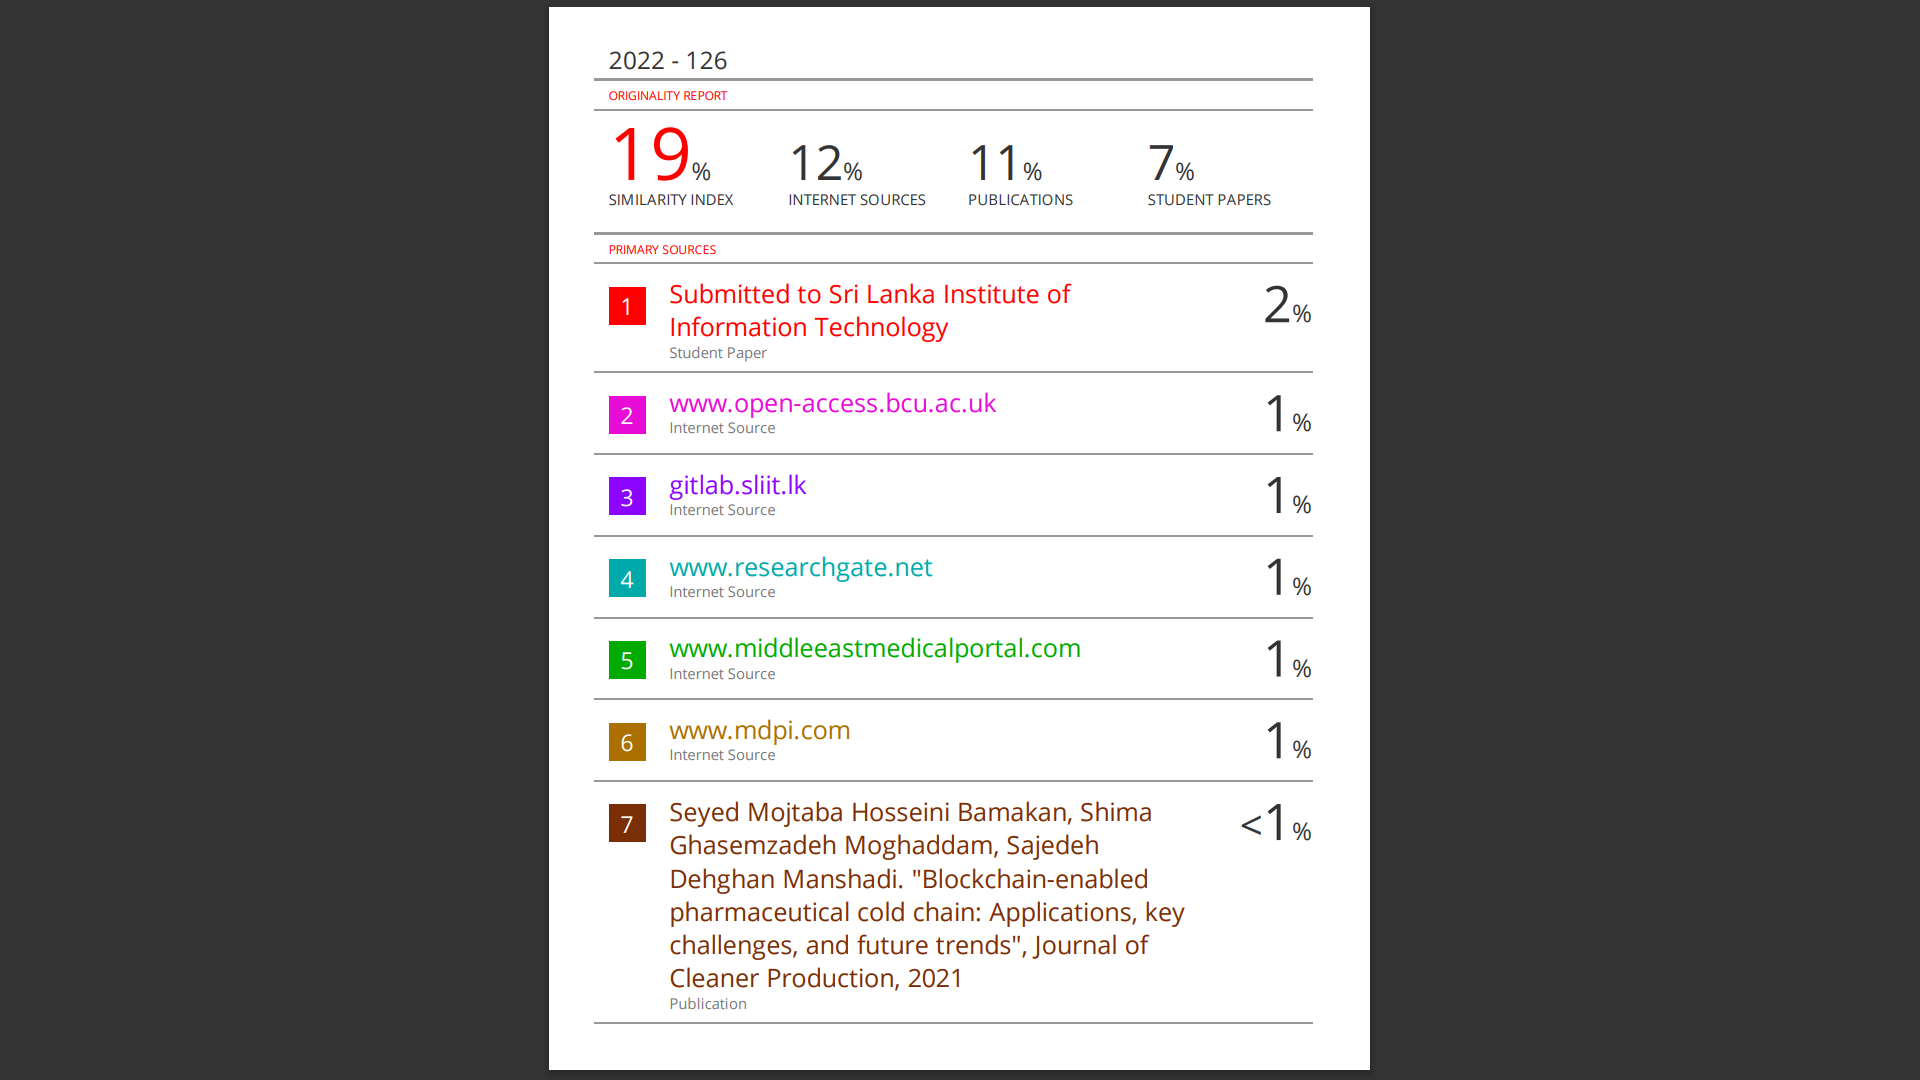 2022 - 126
ORIGINALITY REPORT
19% 12% 11% 7%
SIMILARITY INDEX INTERNET SOURCES PUBLICATIONS STUDENT PAPERS
PRIMARY SOURCES
1 Submitted to Sri Lanka Institute of 2%
Information Technology
Student Paper
2 www.open-access.bcu.ac.uk 1%
Internet Source
3 gitlab.sliit.lk 1%
Internet Source
4 www.researchgate.net 1%
Internet Source
5 www.middleeastmedicalportal.com 1%
Internet Source
6 www.mdpi.com 1%
Internet Source
7 Seyed Mojtaba Hosseini Bamakan, Shima <1%
Ghasemzadeh Moghaddam, Sajedeh
Dehghan Manshadi. "Blockchain-enabled
pharmaceutical cold chain: Applications, key
challenges, and future trends", Journal of
Cleaner Production, 2021
Publication